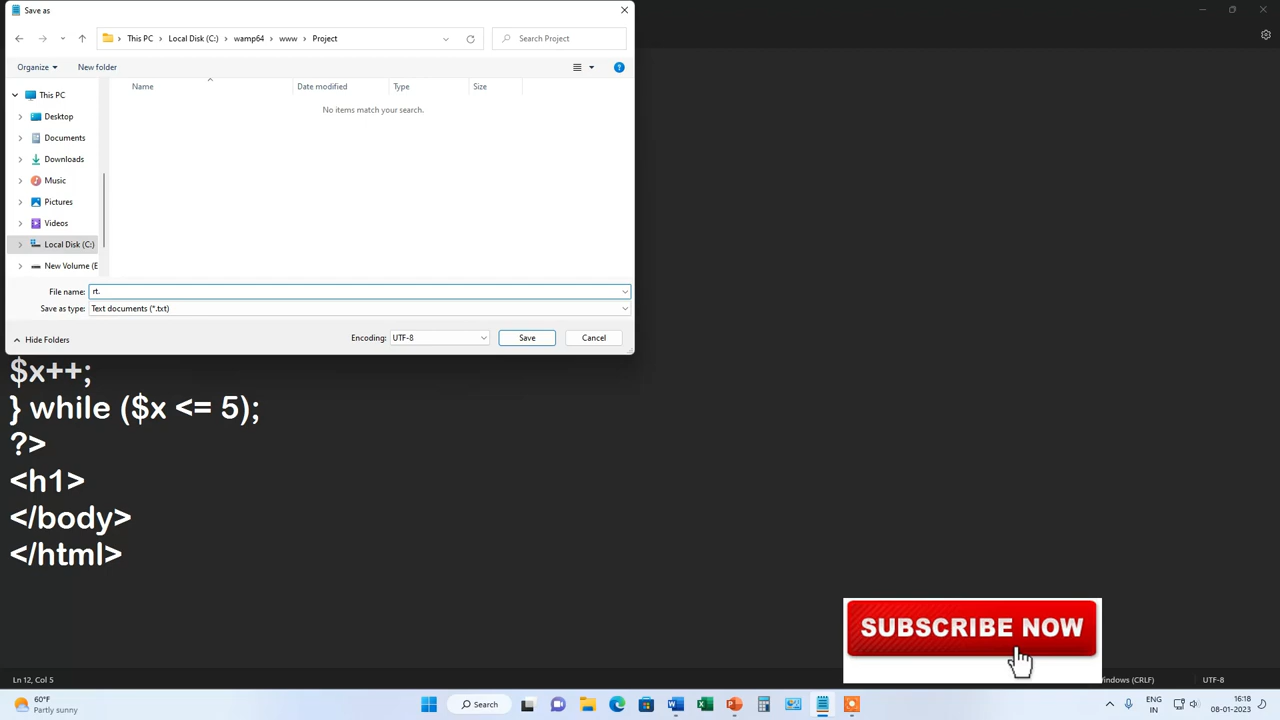 Save as
This PC
Local Disk (C:)
wamp64
www
Project
Search Project
Organize
New folder
Name
Date modified
Type
Size
No items match your search.
This PC
Desktop
Documents
Downloads
Music
Pictures
Videos
Local Disk (C:)
New Volume (E
File name:
rt.
Save as type:
Text documents (*.txt)
Hide Folders
Encoding:
UTF-8
Save
Cancel
$x++;
} while ($x <= 5);
?>
<h1>
</body>
</html>
SUBSCRIBE NOW
Ln 12, Col 5
Windows (CRLF)
UTF-8
60°F
Partly sunny
Search
ENG
IN
16:18
08-01-2023